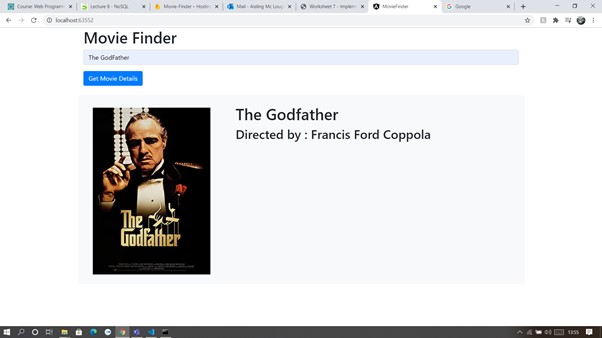 Course: Web Program
Lecture 8 - NoSQL
Movie-Finder - Hostin
Mail - Aisling Mc Loug
Worksheet 7 - Implem
MovieFinder
Google
localhost:63552
Movie Finder
The GodFather
Get Movie Details
The Godfather
Directed by : Francis Ford Coppola
The
Godfather
13:55